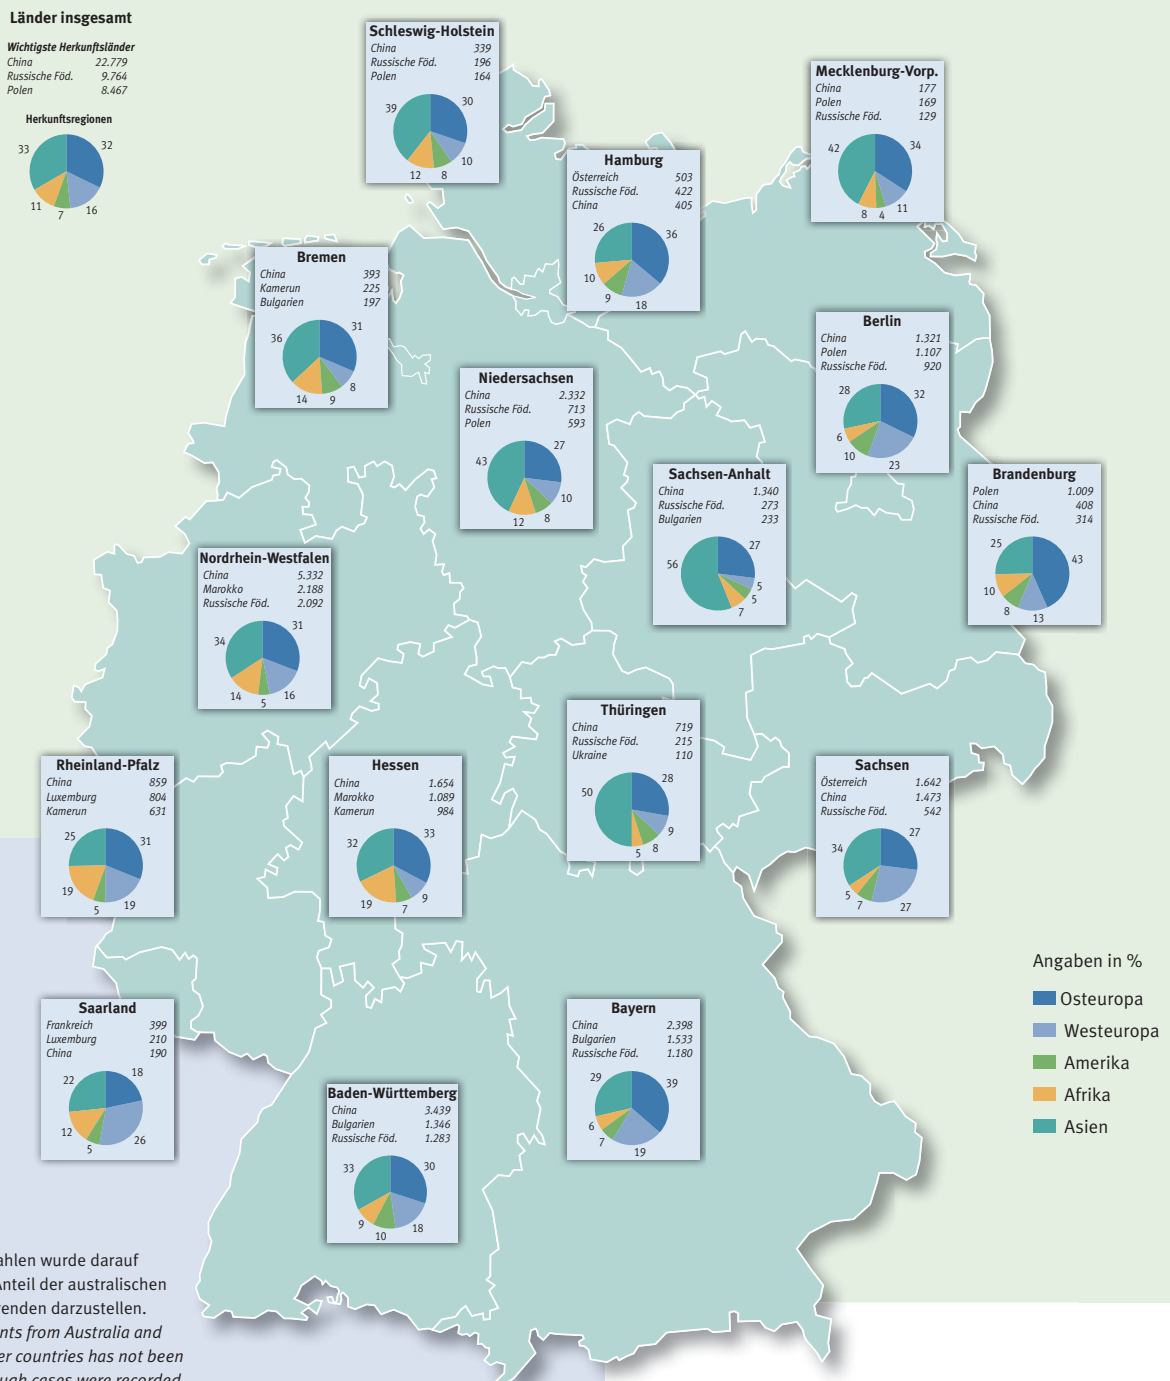 Länder insgesamt
Wichtigste Herkunftsländer
China 22.779
Russische Föd. 9.764
Polen 8.467
Herkunftsregionen
33 32
11 7 16
Schleswig-Holstein
China 339
Russische Föd. 196
Polen 164
39 30
12 8 10
Mecklenburg-Vorp.
China 177
Polen 169
Russische Föd. 129
42 34
8 4 11
Hamburg
Österreich 503
Russische Föd. 422
China 405
26 36
10 9 18
Bremen
China 393
Kamerun 225
Bulgarien 197
36 31
14 9 8
Berlin
China 1.321
Polen 1.107
Russische Föd. 920
28 32
6 10 23
Niedersachsen
China 2.332
Russische Föd. 713
Polen 593
43 27
12 8 10
Sachsen-Anhalt
China 1.340
Russische Föd. 273
Bulgarien 233
56 27
7 5 5
Brandenburg
Polen 1.009
China 408
Russische Föd. 314
25 43
10 8 13
Nordrhein-Westfalen
China 5.332
Marokko 2.188
Russische Föd. 2.092
34 31
14 5 16
Thüringen
China 719
Russische Föd. 215
Ukraine 110
50 28
5 8 9
Rheinland-Pfalz
China 859
Luxemburg 804
Kamerun 631
25 31
19 5 19
Hessen
China 1.654
Marokko 1.089
Kamerun 984
32 33
19 7 9
Sachsen
Österreich 1.642
China 1.473
Russische Föd. 542
34 27
5 7 27
Saarland
Frankreich 399
Luxemburg 210
China 190
22 18
12 5 26
Bayern
China 2.398
Bulgarien 1.533
Russische Föd. 1.180
29 39
6 7 19
Baden-Württemberg
China 3.439
Bulgarien 1.346
Russische Föd. 1.283
33 30
9 10 18
Angaben in %
Osteuropa
Westeuropa
Amerika
Afrika
Asien
ahlen wurde darauf
Anteil der australischen
renden darzustellen.
nts from Australia and
er countries has not been
ugh cases were recorded